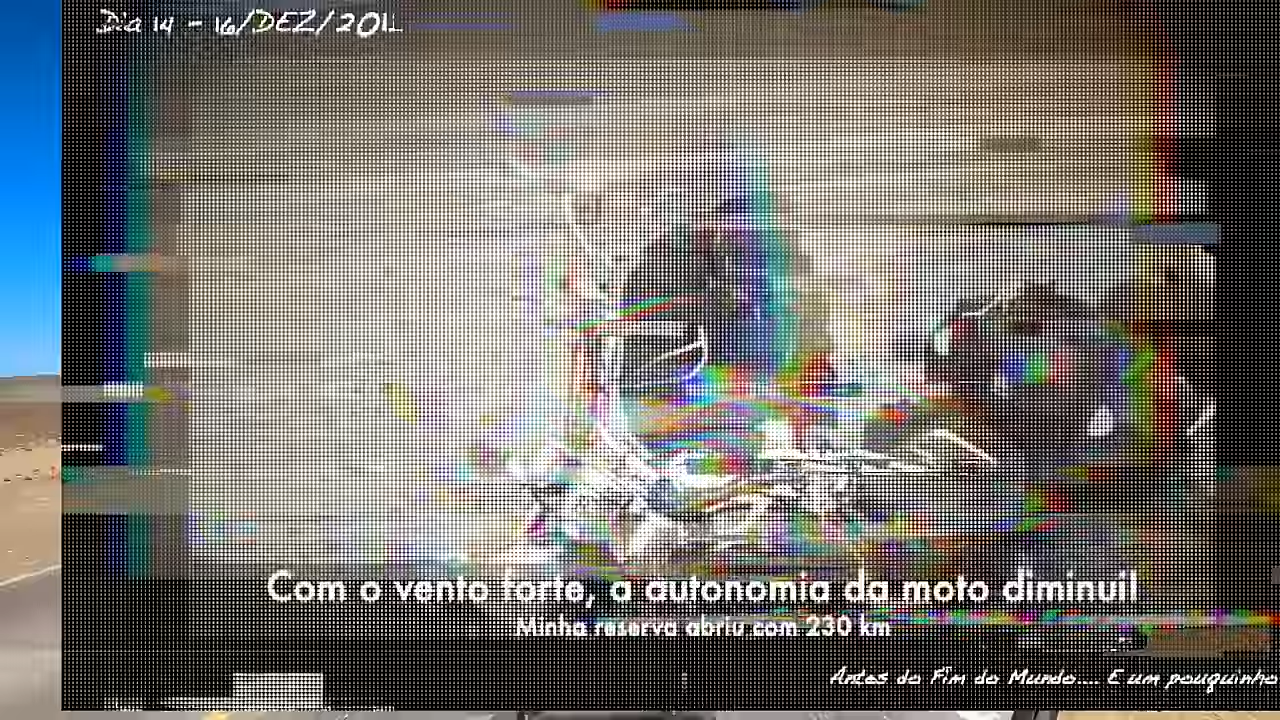 Dia 14 - 16/DEZ/2011
Com o vento forte, a autonomia da moto diminui!
Minha reserva abriu com 230 km
Antes do Fim do Mundo.... E um pouquinho